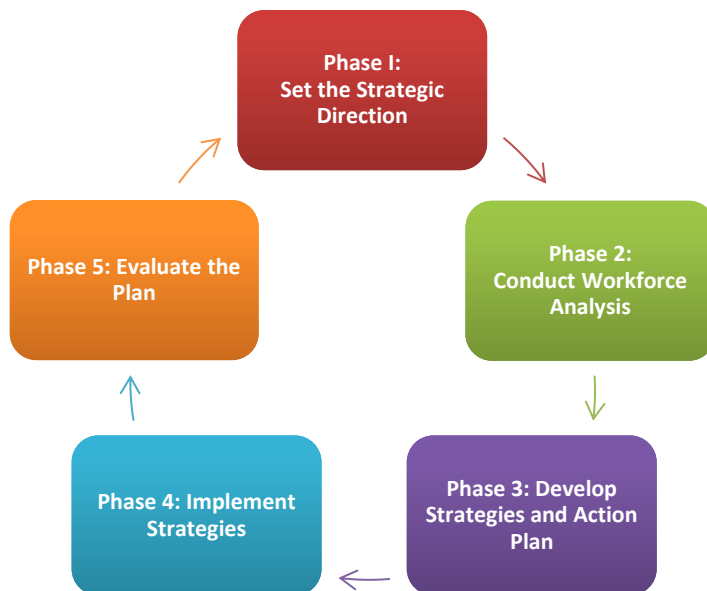 Phase I:
Set the Strategic
Direction
Phase 2:
Conduct Workforce
Analysis
Phase 3: Develop
Strategies and Action
Plan
Phase 4: Implement
Strategies
Phase 5: Evaluate the
Plan